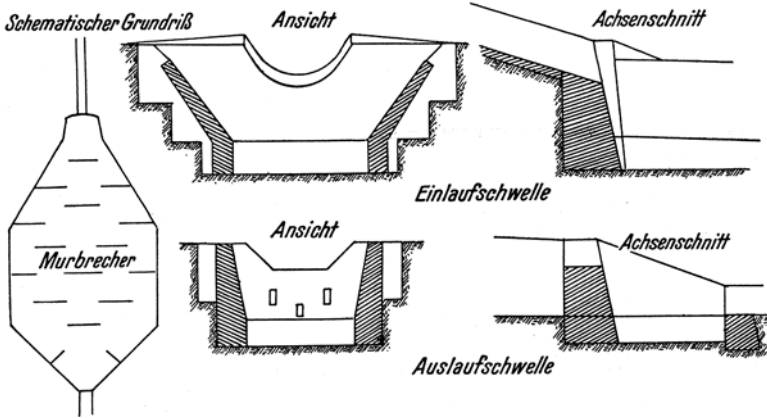 Schematischer Grundriß
Ansicht
Achsenschnitt
Einlaufschwelle
Murbrecher
Ansicht
Achsenschnitt
Auslaufschwelle